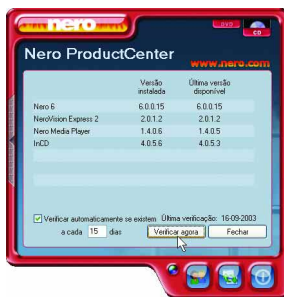 nero
DVD
CD
Nero ProductCenter
www.nero.com
Versão instalada
Última versão disponível
Nero 6 6.0.0.15 6.0.0.15
NeroVision Express 2 2.0.1.2 2.0.1.2
Nero Media Player 1.4.0.6 1.4.0.5
InCD 4.0.5.6 4.0.5.3
Verificar automaticamente se existem Última verificação: 16-09-2003
a cada 15 dias Verificar agora Fechar